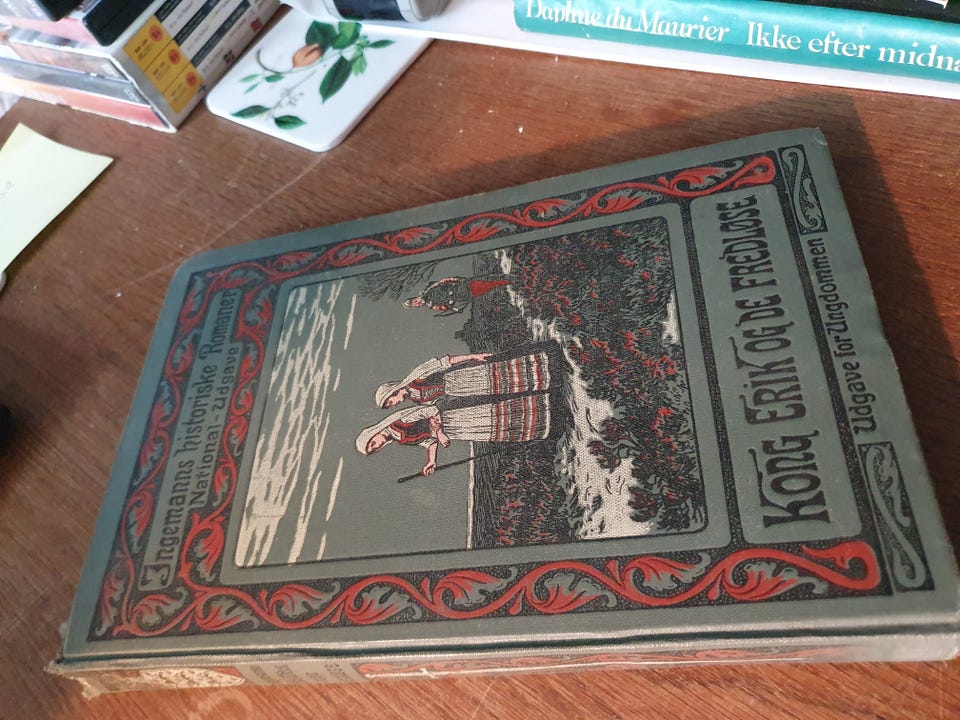 Daphne du Maurier Ikke efter midna
Ingemanns historiske Romaner
National-Udgave
KONG ERIK OG DE FREDLØSE
Udgave for Ungdommen